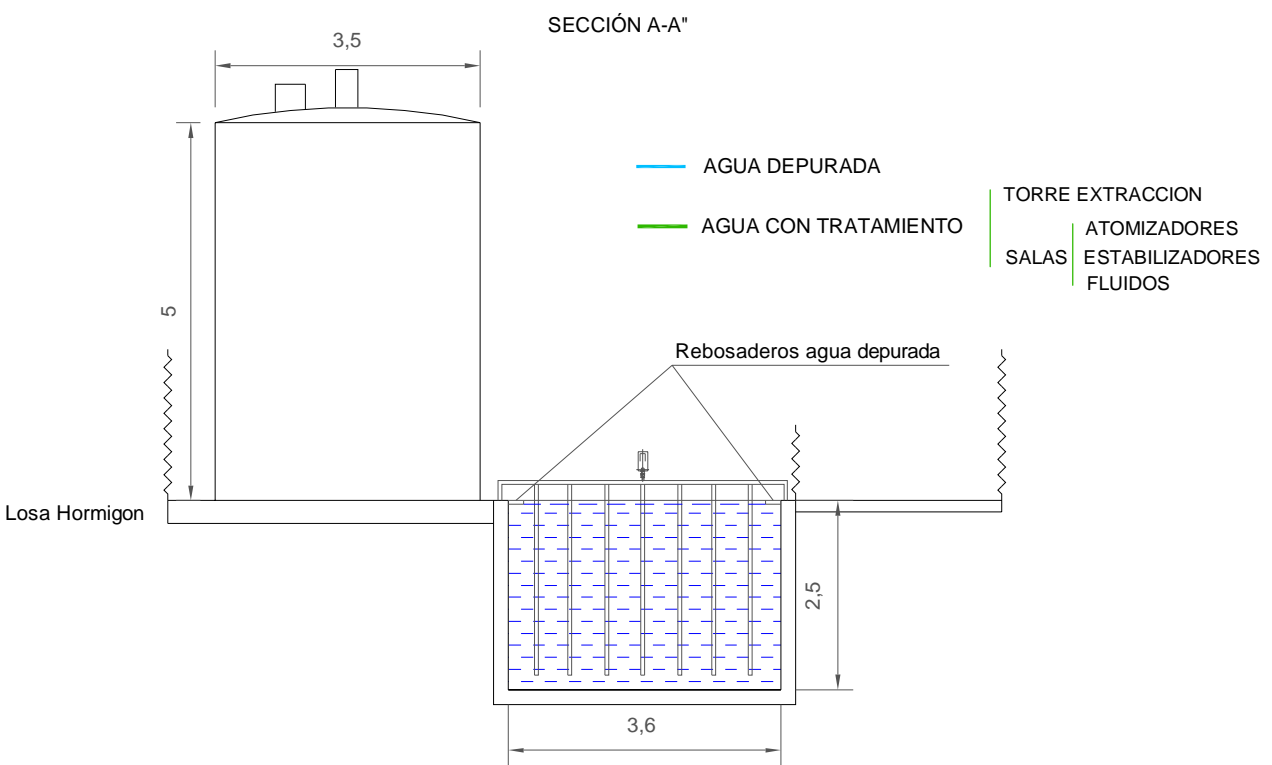 SECCIÓN A-A"
3,5
AGUA DEPURADA
AGUA CON TRATAMIENTO
TORRE EXTRACCION
SALAS
ATOMIZADORES
ESTABILIZADORES
FLUIDOS
5
Rebosaderos agua depurada
Losa Hormigon
2,5
3,6